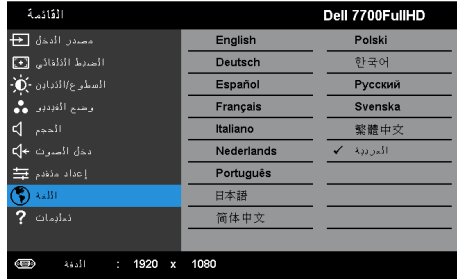 القائمة
Dell 7700FullHD
مصدر الدخل
الضبط التلقائي
السطوع/التباين
وضع الفيديو
الحجم
دخل الصوت
إعداد متقدم
اللغة
تعليمات
English
Deutsch
Español
Français
Italiano
Nederlands
Português
日本語
简体中文
Polski
한국어
Русский
Svenska
繁體中文
✓ العربية
الدقة : 1920 x 1080